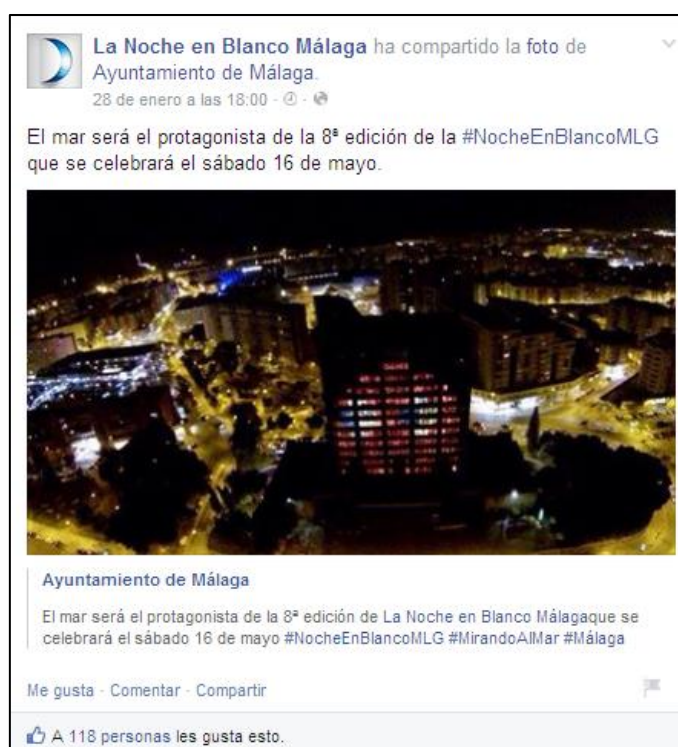 La Noche en Blanco Málaga ha compartido la foto de
Ayuntamiento de Málaga.
28 de enero a las 18:00 ·
El mar será el protagonista de la 8ª edición de la #NocheEnBlancoMLG
que se celebrará el sábado 16 de mayo.
Ayuntamiento de Málaga
El mar será el protagonista de la 8ª edición de La Noche en Blanco Málagaque se
celebrará el sábado 16 de mayo #NocheEnBlancoMLG #MirandoAlMar #Málaga
Me gusta · Comentar · Compartir
A 118 personas les gusta esto.